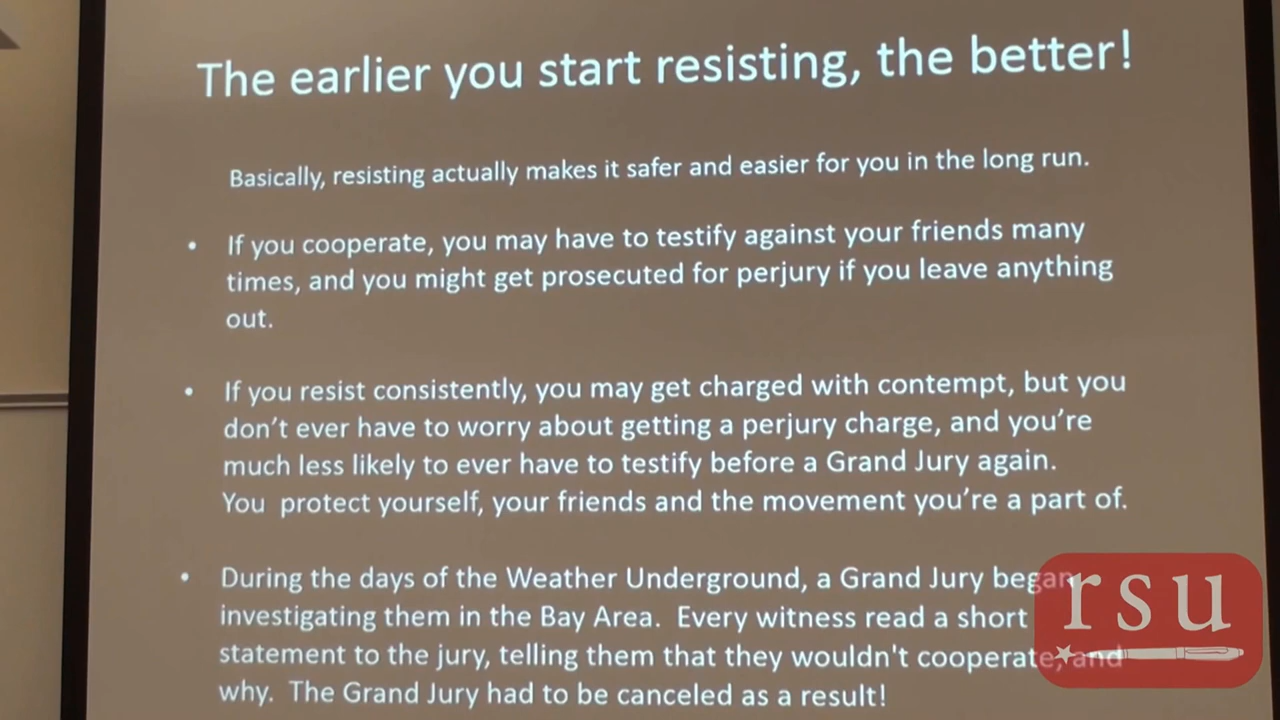 The earlier you start resisting, the better!
Basically, resisting actually makes it safer and easier for you in the long run.
• If you cooperate, you may have to testify against your friends many
times, and you might get prosecuted for perjury if you leave anything
out.
• If you resist consistently, you may get charged with contempt, but you
don't ever have to worry about getting a perjury charge, and you're
much less likely to ever have to testify before a Grand Jury again.
You  protect yourself, your friends and the movement you're a part of.
• During the days of the Weather Underground, a Grand Jury began
investigating them in the Bay Area.  Every witness read a short
statement to the jury, telling them that they wouldn't cooperate, and
why.  The Grand Jury had to be canceled as a result!
rsu